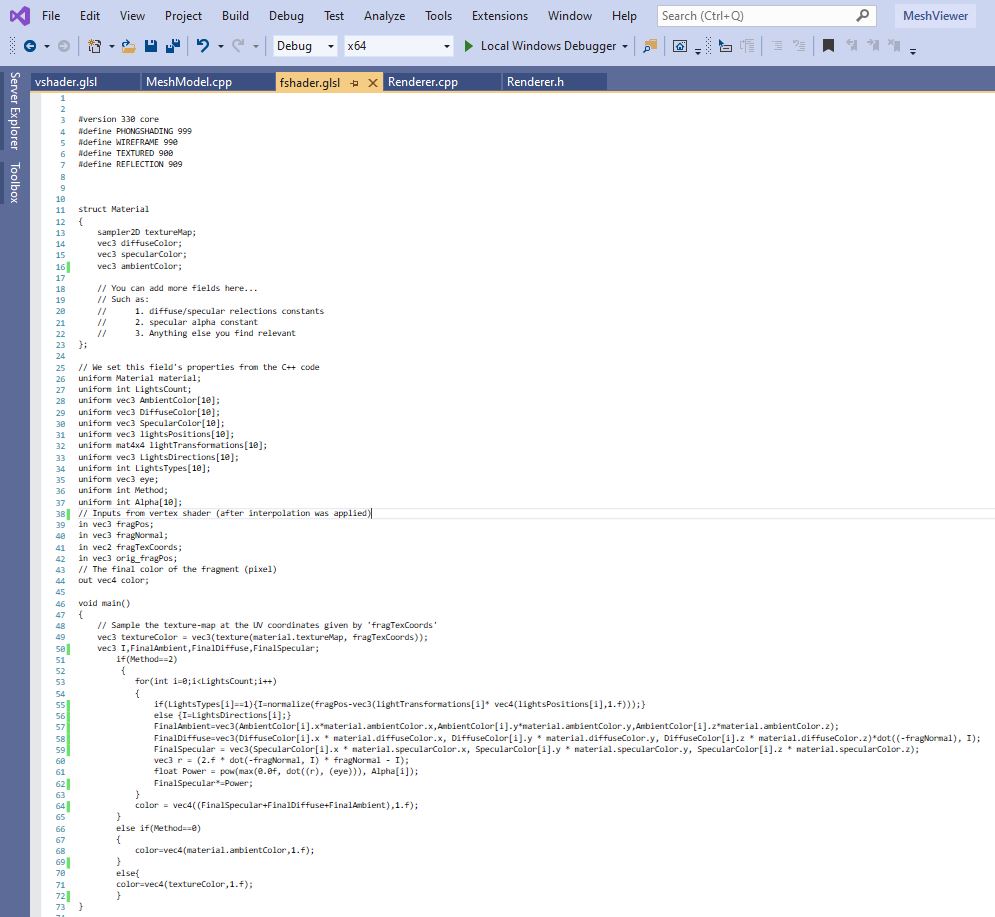 File Edit View Project Build Debug Test Analyze Tools Extensions Window Help Search (Ctrl+Q) MeshViewer
Debug x64 Local Windows Debugger
Server Explorer
Toolbox
vshader.glsl MeshModel.cpp fshader.glsl Renderer.cpp Renderer.h
1
2
3 #version 330 core
4 #define PHONGSHADING 999
5 #define WIREFRAME 990
6 #define TEXTURED 900
7 #define REFLECTION 909
8
9
10
11 struct Material
12 {
13 sampler2D textureMap;
14 vec3 diffuseColor;
15 vec3 specularColor;
16 vec3 ambientColor;
17
18 // You can add more fields here...
19 // Such as:
20 // 1. diffuse/specular relections constants
21 // 2. specular alpha constant
22 // 3. Anything else you find relevant
23 };
24
25 // We set this field's properties from the C++ code
26 uniform Material material;
27 uniform int LightsCount;
28 uniform vec3 AmbientColor[10];
29 uniform vec3 DiffuseColor[10];
30 uniform vec3 SpecularColor[10];
31 uniform vec3 lightsPositions[10];
32 uniform mat4x4 lightTransformations[10];
33 uniform vec3 LightsDirections[10];
34 uniform int LightsTypes[10];
35 uniform vec3 eye;
36 uniform int Method;
37 uniform int Alpha[10];
38 // Inputs from vertex shader (after interpolation was applied)
39 in vec3 fragPos;
40 in vec3 fragNormal;
41 in vec2 fragTexCoords;
42 in vec3 orig_fragPos;
43 // The final color of the fragment (pixel)
44 out vec4 color;
45
46 void main()
47 {
48 // Sample the texture-map at the UV coordinates given by 'fragTexCoords'
49 vec3 textureColor = vec3(texture(material.textureMap, fragTexCoords));
50 vec3 I,FinalAmbient,FinalDiffuse,FinalSpecular;
51 if(Method==2)
52 {
53 for(int i=0;i<LightsCount;i++)
54 {
55 if(LightsTypes[i]==1){I=normalize(fragPos-vec3(lightTransformations[i]* vec4(lightsPositions[i],1.f)));}
56 else {I=LightsDirections[i];}
57 FinalAmbient=vec3(AmbientColor[i].x*material.ambientColor.x,AmbientColor[i].y*material.ambientColor.y,AmbientColor[i].z*material.ambientColor.z);
58 FinalDiffuse=vec3(DiffuseColor[i].x * material.diffuseColor.x, DiffuseColor[i].y * material.diffuseColor.y, DiffuseColor[i].z * material.diffuseColor.z)*dot((-fragNormal), I);
59 FinalSpecular = vec3(SpecularColor[i].x * material.specularColor.x, SpecularColor[i].y * material.specularColor.y, SpecularColor[i].z * material.specularColor.z);
60 vec3 r = (2.f * dot(-fragNormal, I) * fragNormal - I);
61 float Power = pow(max(0.0f, dot((r), (eye))), Alpha[i]);
62 FinalSpecular*=Power;
63 }
64 color = vec4((FinalSpecular+FinalDiffuse+FinalAmbient),1.f);
65 }
66 else if(Method==0)
67 {
68 color=vec4(material.ambientColor,1.f);
69 }
70 else{
71 color=vec4(textureColor,1.f);
72 }
73 }